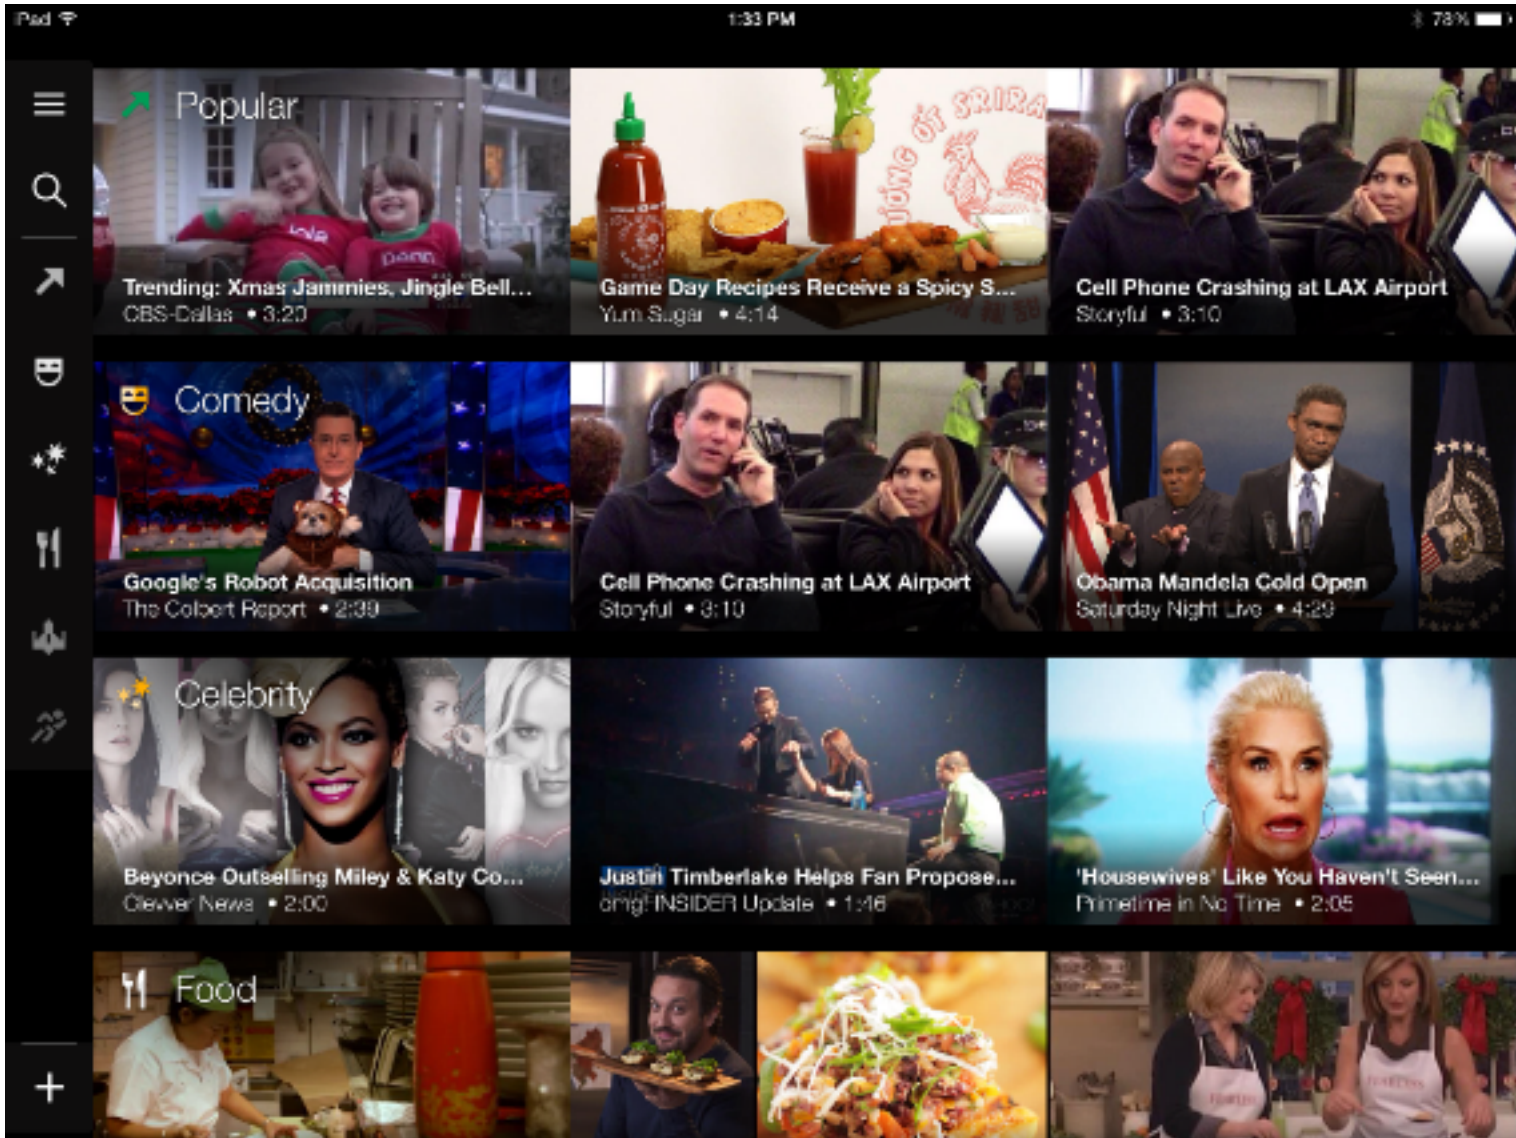 iPad
1:33 PM
78%
Popular
lola
penn
Trending: Xmas Jammies, Jingle Bell...
CBS-Dallas • 3:20
Game Day Recipes Receive a Spicy S...
Yum Sugar • 4:14
Cell Phone Crashing at LAX Airport
Storyful • 3:10
Comedy
Google's Robot Acquisition
The Colbert Report • 2:39
Cell Phone Crashing at LAX Airport
Storyful • 3:10
Obama Mandela Cold Open
Saturday Night Live • 4:29
Celebrity
Beyonce Outselling Miley & Katy Co...
Clevver News • 2:00
Justin Timberlake Helps Fan Propose...
omg! INSIDER Update • 1:46
'Housewives' Like You Haven't Seen...
Primetime in No Time • 2:05
Food